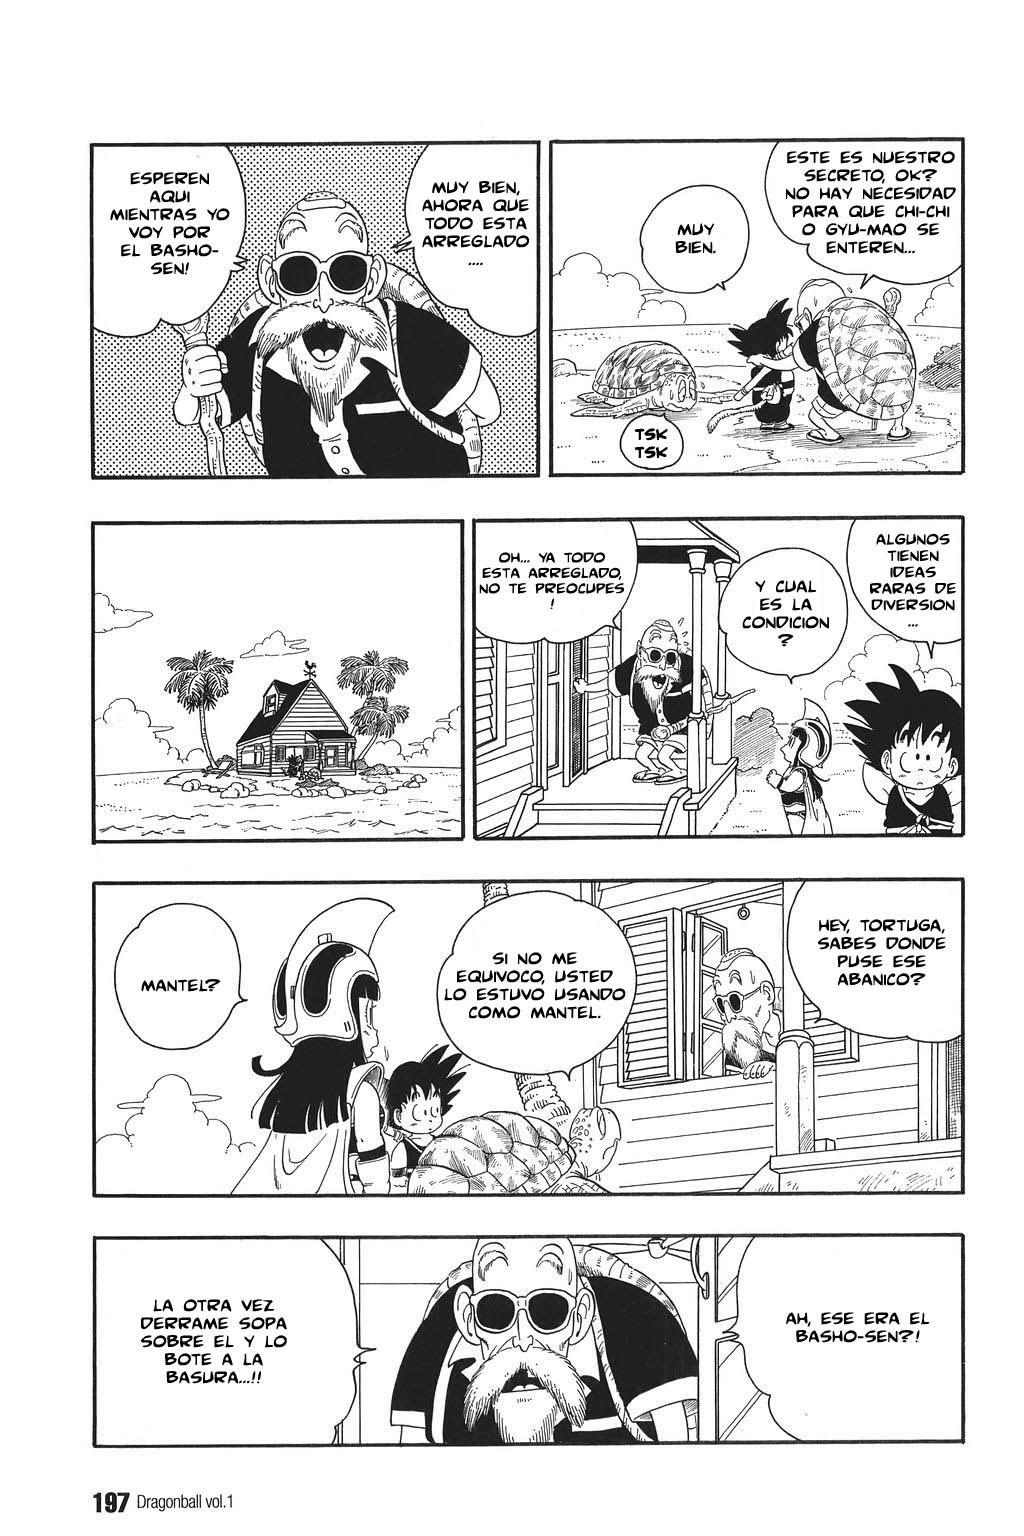 ESTE ES NUESTRO
SECRETO, OK?
NO HAY NECESIDAD
PARA QUE CHI-CHI
O GYU-MAO SE
ENTEREN...
MUY
BIEN.
TSK
TSK
MUY BIEN,
AHORA QUE
TODO ESTA
ARREGLADO
....
ESPEREN
AQUI
MIENTRAS YO
VOY POR
EL BASHO-
SEN!
ALGUNOS
TIENEN
IDEAS
RARAS DE
DIVERSION
...
Y CUAL
ES LA
CONDICION
?
OH... YA TODO
ESTA ARREGLADO,
NO TE PREOCUPES
!
HEY, TORTUGA,
SABES DONDE
PUSE ESE
ABANICO?
SI NO ME
EQUIVOCO, USTED
LO ESTUVO USANDO
COMO MANTEL.
MANTEL?
AH, ESE ERA EL
BASHO-SEN?!
LA OTRA VEZ
DERRAME SOPA
SOBRE EL Y LO
BOTE A LA
BASURA...!!
197 Dragonball vol.1